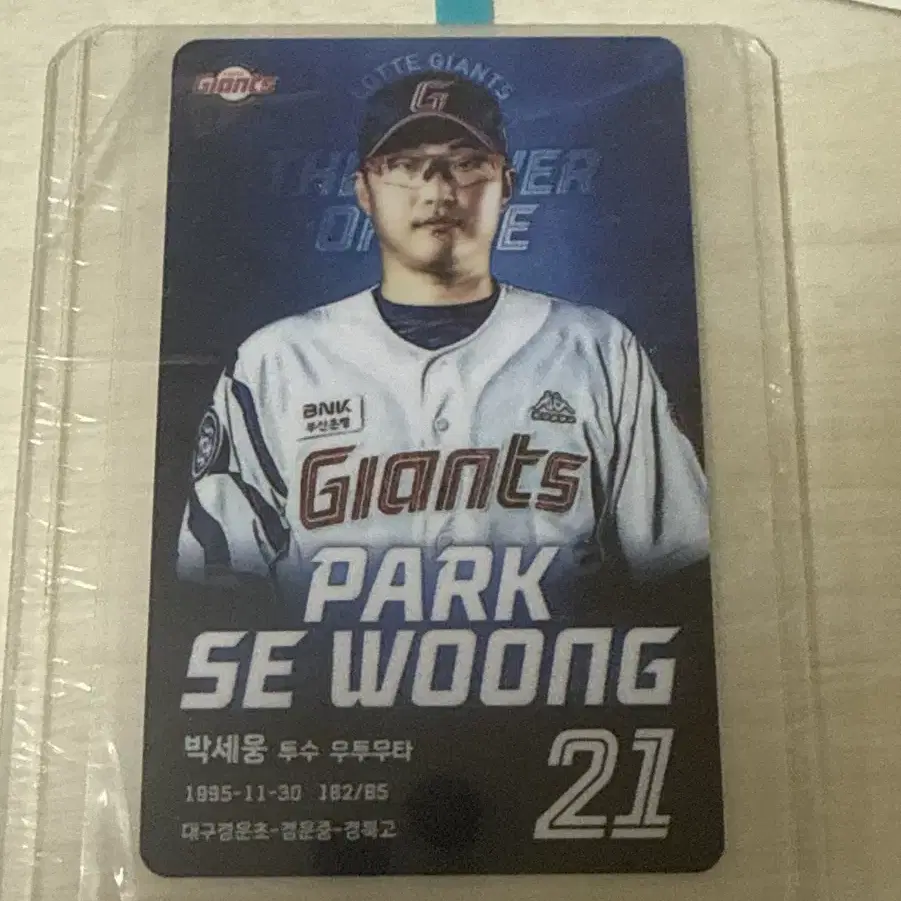 Giants
LOTTE GIANTS
G
BNK
부산은행
Giants
PARK
SE WOONG
박세웅 투수 우투우타
21
1995-11-30 182/85
대구경운초-경운중-경북고